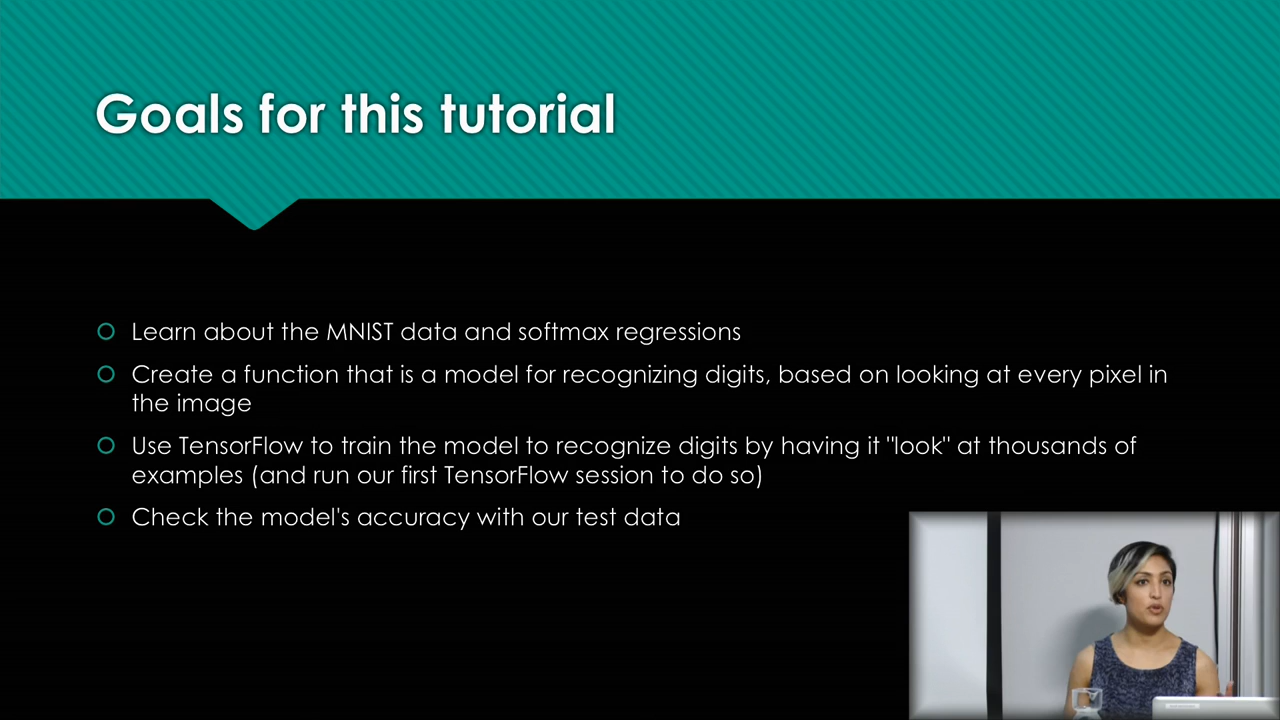 Goals for this tutorial
Learn about the MNIST data and softmax regressions
Create a function that is a model for recognizing digits, based on looking at every pixel in
the image
Use TensorFlow to train the model to recognize digits by having it "look" at thousands of
examples (and run our first TensorFlow session to do so)
Check the model's accuracy with our test data